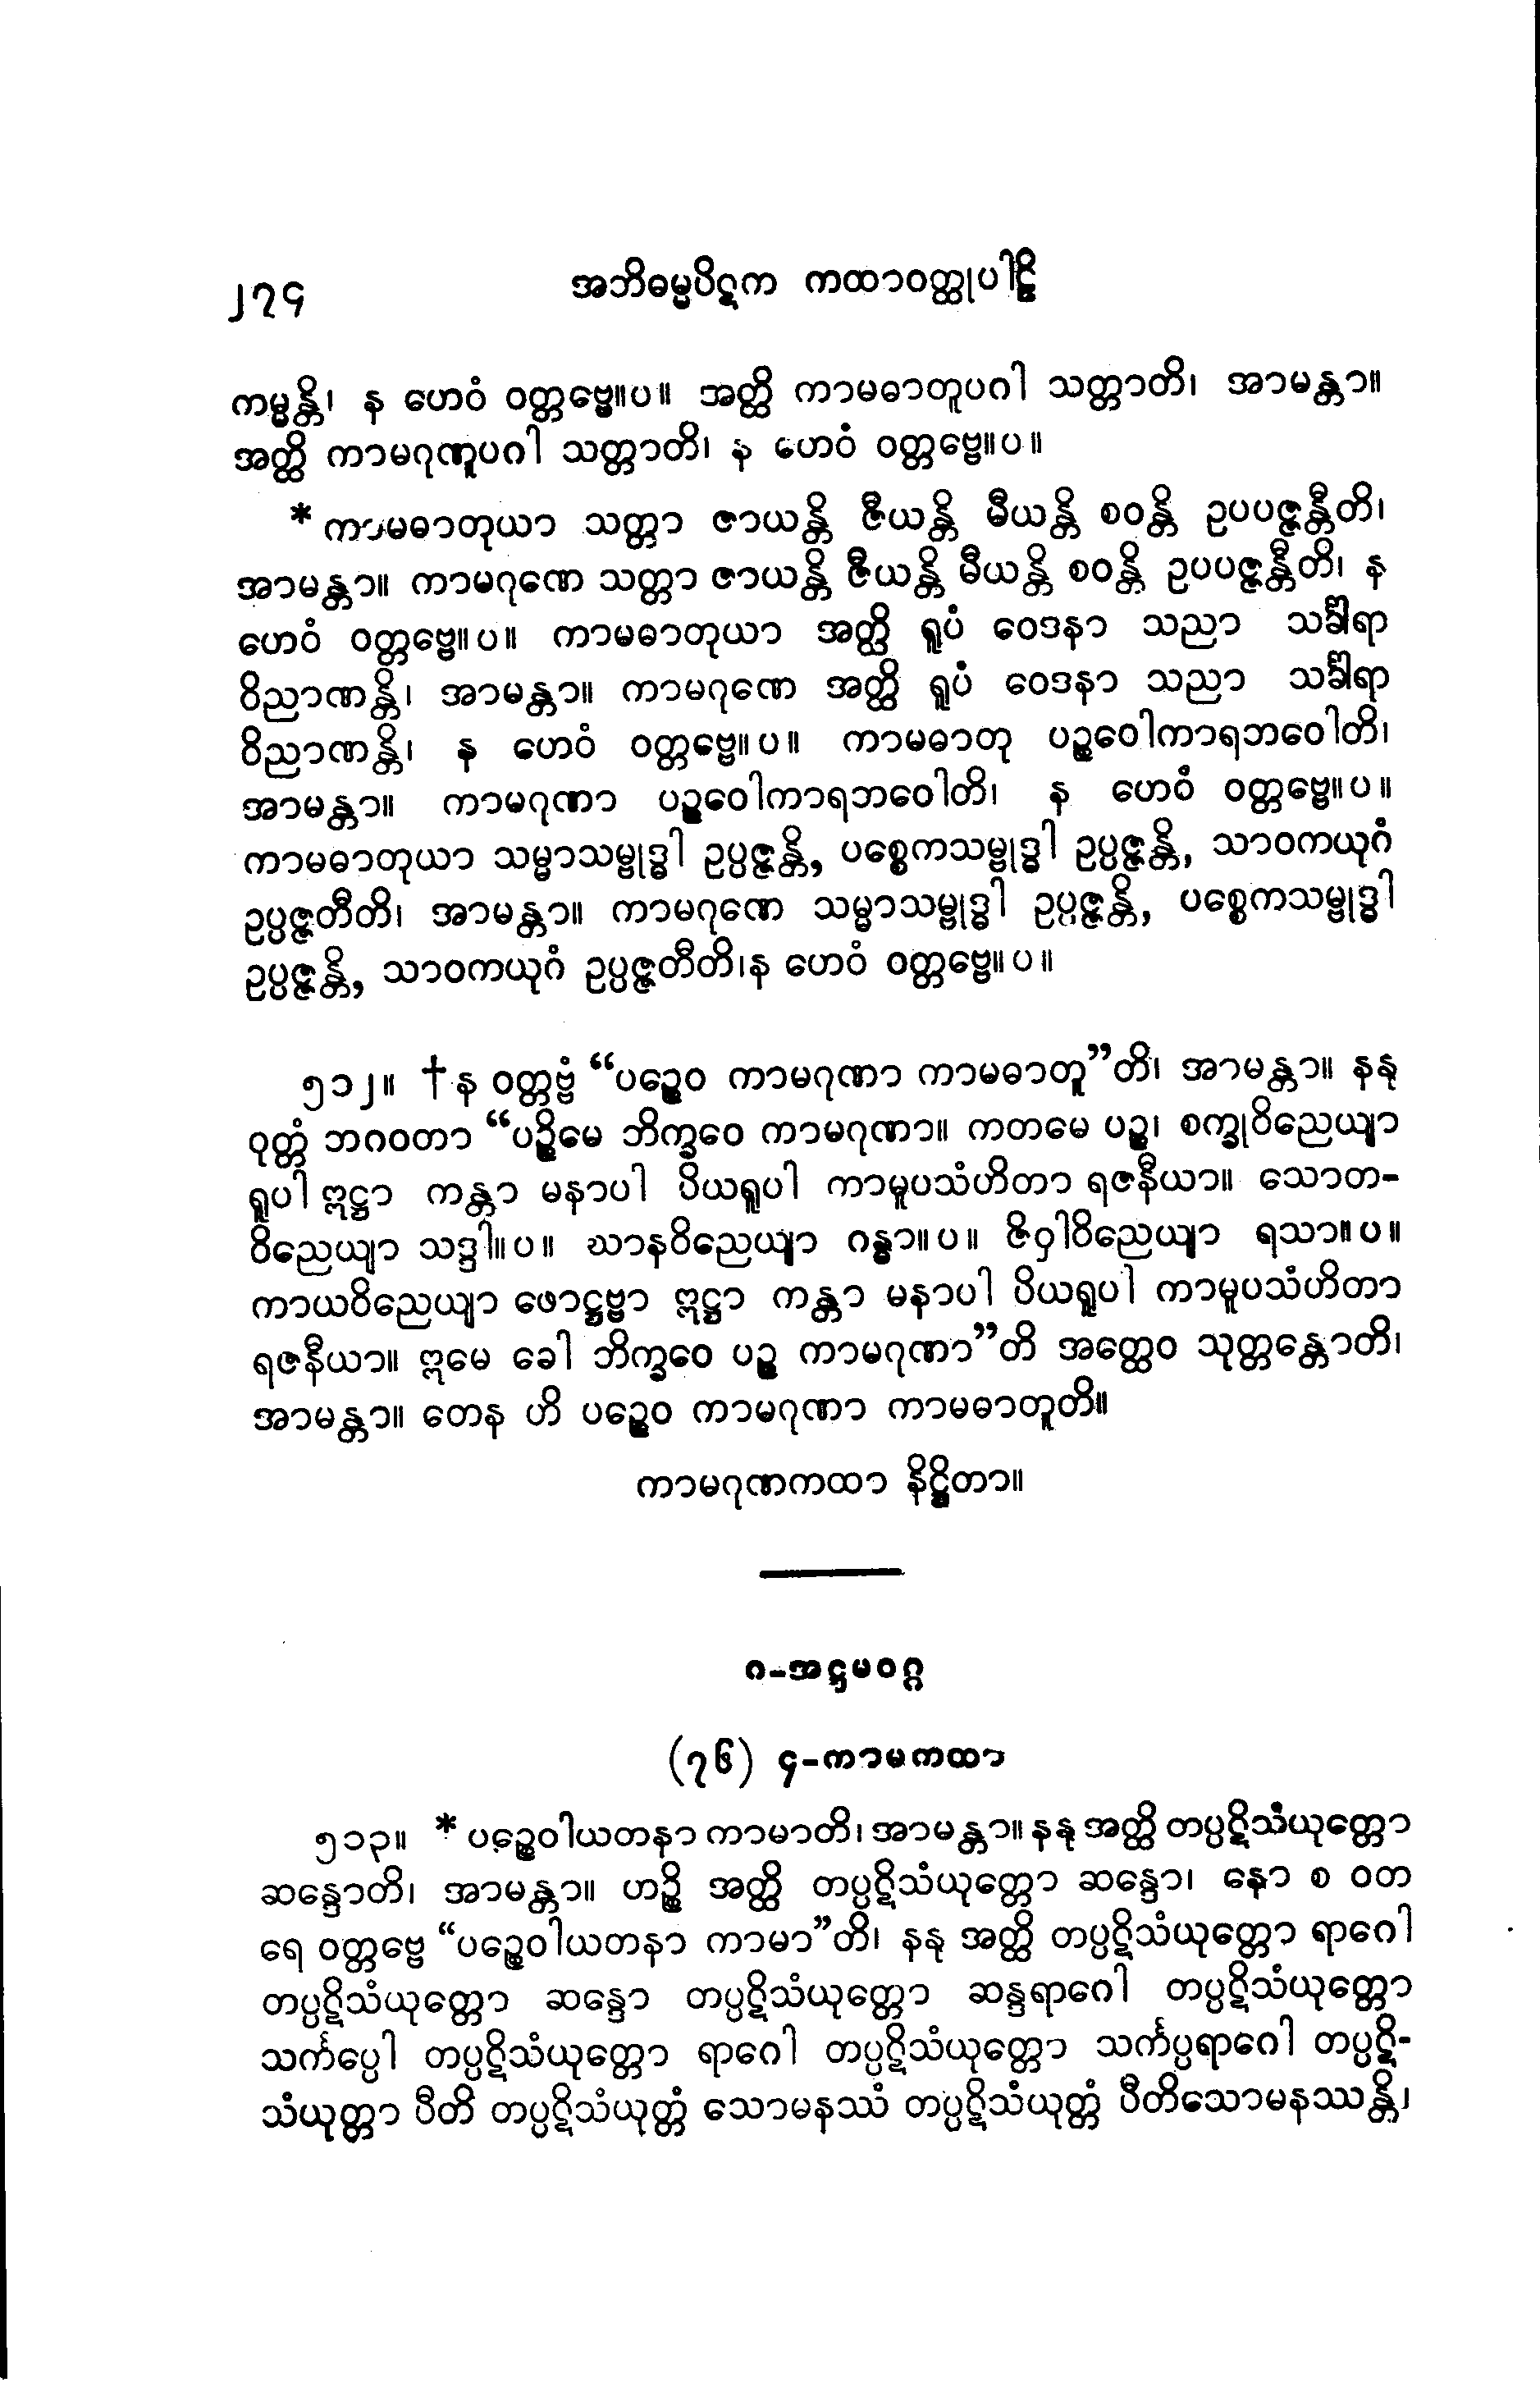 ၂၇၄ အဘိဓမ္မပိဋက ကထာဝတ္ထုပါဠိ
ကမ္မန္တိ၊ န ဟေဝံ ဝတ္တဗ္ဗေ။ပ။ အတ္ထိ ကာမဓာတူပဂါ သတ္တာတိ၊ အာမန္တာ။
အတ္ထိ ကာမဂုဏူပဂါ သတ္တာတိ၊ န ဟေဝံ ဝတ္တဗ္ဗေ။ပ။
* ကာမဓာတုယာ သတ္တာ ဇာယန္တိ ဇီယန္တိ မီယန္တိ စဝန္တိ ဥပပဇ္ဇန္တီတိ၊
အာမန္တာ။ ကာမဂုဏေ သတ္တာ ဇာယန္တိ ဇီယန္တိ မီယန္တိ စဝန္တိ ဥပပဇ္ဇန္တီတိ၊ န
ဟေဝံ ဝတ္တဗ္ဗေ။ပ။ ကာမဓာတုယာ အတ္ထိ ရူပံ ဝေဒနာ သညာ သင်္ခါရာ
ဝိညာဏန္တိ၊ အာမန္တာ။ ကာမဂုဏေ အတ္ထိ ရူပံ ဝေဒနာ သညာ သင်္ခါရာ
ဝိညာဏန္တိ၊ န ဟေဝံ ဝတ္တဗ္ဗေ။ပ။ ကာမဓာတု ပဉ္စဝေါကာရဘဝေါတိ၊
အာမန္တာ။ ကာမဂုဏာ ပဉ္စဝေါကာရဘဝေါတိ၊ န ဟေဝံ ဝတ္တဗ္ဗေ။ပ။
ကာမဓာတုယာ သမ္မာသမ္ဗုဒ္ဓါ ဥပ္ပဇ္ဇန္တိ, ပစ္စေကသမ္ဗုဒ္ဓါ ဥပ္ပဇ္ဇန္တိ, သာဝကယုဂံ
ဥပ္ပဇ္ဇတီတိ၊ အာမန္တာ။ ကာမဂုဏေ သမ္မာသမ္ဗုဒ္ဓါ ဥပ္ပဇ္ဇန္တိ, ပစ္စေကသမ္ဗုဒ္ဓါ
ဥပ္ပဇ္ဇန္တိ, သာဝကယုဂံ ဥပ္ပဇ္ဇတီတိ၊န ဟေဝံ ဝတ္တဗ္ဗေ။ပ။
၅၁၂။ † န ဝတ္တဗ္ဗံ “ပဉ္စေဝ ကာမဂုဏာ ကာမဓာတူ”တိ၊ အာမန္တာ။ နနု
ဝုတ္တံ ဘဂဝတာ “ပဉ္စိမေ ဘိက္ခဝေ ကာမဂုဏာ။ ကတမေ ပဉ္စ၊ စက္ခုဝိညေယျာ
ရူပါ ဣဋ္ဌာ ကန္တာ မနာပါ ပိယရူပါ ကာမူပသံဟိတာ ရဇနီယာ။ သောတ-
ဝိညေယျာ သဒ္ဒါ။ပ။ ဃာနဝိညေယျာ ဂန္ဓာ။ပ။ ဇိဝှါဝိညေယျာ ရသာ။ပ။
ကာယဝိညေယျာ ဖောဋ္ဌဗ္ဗာ ဣဋ္ဌာ ကန္တာ မနာပါ ပိယရူပါ ကာမူပသံဟိတာ
ရဇနီယာ။ ဣမေ ခေါ ဘိက္ခဝေ ပဉ္စ ကာမဂုဏာ”တိ အတ္ထေဝ သုတ္တန္တောတိ၊
အာမန္တာ။ တေန ဟိ ပဉ္စေဝ ကာမဂုဏာ ကာမဓာတူတိ။
ကာမဂုဏကထာ နိဋ္ဌိတာ။
ဂ-အဋ္ဌမဝဂ္ဂ
(၇၆) ၄-ကာမကထာ
၅၁၃။ * ပဉ္စေဝါယတနာ ကာမာတိ၊ အာမန္တာ။ နနု အတ္ထိ တပ္ပဋိသံယုတ္တော
ဆန္ဒောတိ၊ အာမန္တာ။ ဟဉ္စိ အတ္ထိ တပ္ပဋိသံယုတ္တော ဆန္ဒော၊ နော စ ဝတ
ရေ ဝတ္တဗ္ဗေ “ပဉ္စေဝါယတနာ ကာမာ”တိ၊ နနု အတ္ထိ တပ္ပဋိသံယုတ္တော ရာဂေါ
တပ္ပဋိသံယုတ္တော ဆန္ဒော တပ္ပဋိသံယုတ္တော ဆန္ဒရာဂေါ တပ္ပဋိသံယုတ္တော
သင်္ကပ္ပေါ တပ္ပဋိသံယုတ္တော ရာဂေါ တပ္ပဋိသံယုတ္တော သင်္ကပ္ပရာဂေါ တပ္ပဋိ-
သံယုတ္တာ ပီတိ တပ္ပဋိသံယုတ္တံ သောမနဿံ တပ္ပဋိသံယုတ္တံ ပီတိသောမနဿန္တိ၊